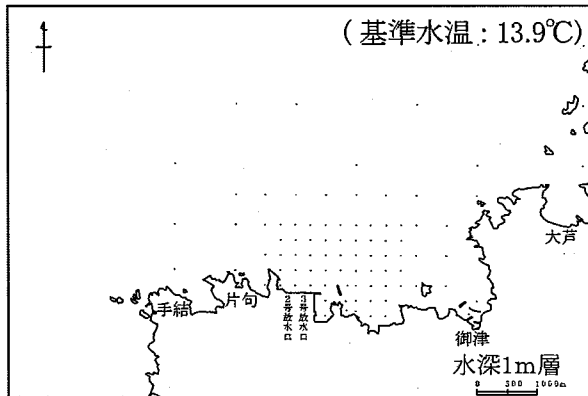 (基準水温：13.9℃)
大芦
手結
片句
2号放水口
3号放水口
御津
水深1m層
0 500 1000m